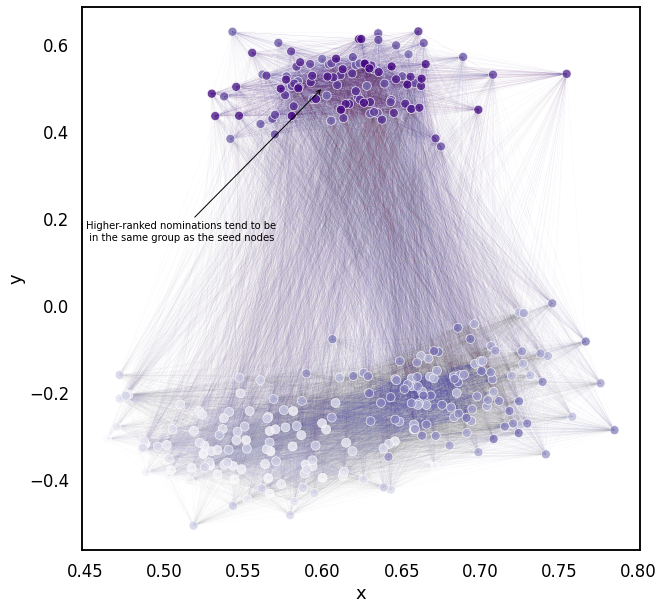 0.6
0.4
0.2
Higher-ranked nominations tend to be
in the same group as the seed nodes
y
0.0
−0.2
−0.4
0.45 0.50 0.55 0.60 0.65 0.70 0.75 0.80
x